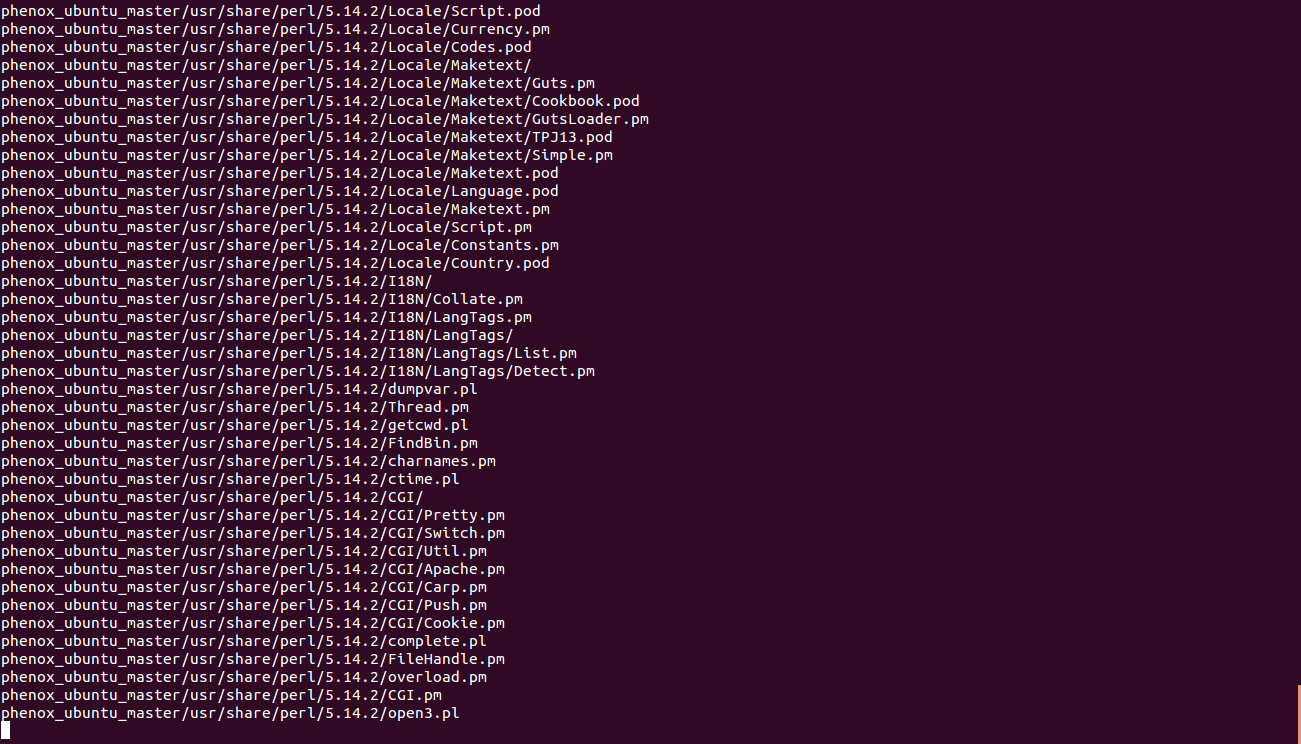 phenox_ubuntu_master/usr/share/perl/5.14.2/Locale/Script.pod
phenox_ubuntu_master/usr/share/perl/5.14.2/Locale/Currency.pm
phenox_ubuntu_master/usr/share/perl/5.14.2/Locale/Codes.pod
phenox_ubuntu_master/usr/share/perl/5.14.2/Locale/Maketext/
phenox_ubuntu_master/usr/share/perl/5.14.2/Locale/Maketext/Guts.pm
phenox_ubuntu_master/usr/share/perl/5.14.2/Locale/Maketext/Cookbook.pod
phenox_ubuntu_master/usr/share/perl/5.14.2/Locale/Maketext/GutsLoader.pm
phenox_ubuntu_master/usr/share/perl/5.14.2/Locale/Maketext/TPJ13.pod
phenox_ubuntu_master/usr/share/perl/5.14.2/Locale/Maketext/Simple.pm
phenox_ubuntu_master/usr/share/perl/5.14.2/Locale/Maketext.pod
phenox_ubuntu_master/usr/share/perl/5.14.2/Locale/Language.pod
phenox_ubuntu_master/usr/share/perl/5.14.2/Locale/Maketext.pm
phenox_ubuntu_master/usr/share/perl/5.14.2/Locale/Script.pm
phenox_ubuntu_master/usr/share/perl/5.14.2/Locale/Constants.pm
phenox_ubuntu_master/usr/share/perl/5.14.2/Locale/Country.pod
phenox_ubuntu_master/usr/share/perl/5.14.2/I18N/
phenox_ubuntu_master/usr/share/perl/5.14.2/I18N/Collate.pm
phenox_ubuntu_master/usr/share/perl/5.14.2/I18N/LangTags.pm
phenox_ubuntu_master/usr/share/perl/5.14.2/I18N/LangTags/
phenox_ubuntu_master/usr/share/perl/5.14.2/I18N/LangTags/List.pm
phenox_ubuntu_master/usr/share/perl/5.14.2/I18N/LangTags/Detect.pm
phenox_ubuntu_master/usr/share/perl/5.14.2/dumpvar.pl
phenox_ubuntu_master/usr/share/perl/5.14.2/Thread.pm
phenox_ubuntu_master/usr/share/perl/5.14.2/getcwd.pl
phenox_ubuntu_master/usr/share/perl/5.14.2/FindBin.pm
phenox_ubuntu_master/usr/share/perl/5.14.2/charnames.pm
phenox_ubuntu_master/usr/share/perl/5.14.2/ctime.pl
phenox_ubuntu_master/usr/share/perl/5.14.2/CGI/
phenox_ubuntu_master/usr/share/perl/5.14.2/CGI/Pretty.pm
phenox_ubuntu_master/usr/share/perl/5.14.2/CGI/Switch.pm
phenox_ubuntu_master/usr/share/perl/5.14.2/CGI/Util.pm
phenox_ubuntu_master/usr/share/perl/5.14.2/CGI/Apache.pm
phenox_ubuntu_master/usr/share/perl/5.14.2/CGI/Carp.pm
phenox_ubuntu_master/usr/share/perl/5.14.2/CGI/Push.pm
phenox_ubuntu_master/usr/share/perl/5.14.2/CGI/Cookie.pm
phenox_ubuntu_master/usr/share/perl/5.14.2/complete.pl
phenox_ubuntu_master/usr/share/perl/5.14.2/FileHandle.pm
phenox_ubuntu_master/usr/share/perl/5.14.2/overload.pm
phenox_ubuntu_master/usr/share/perl/5.14.2/CGI.pm
phenox_ubuntu_master/usr/share/perl/5.14.2/open3.pl